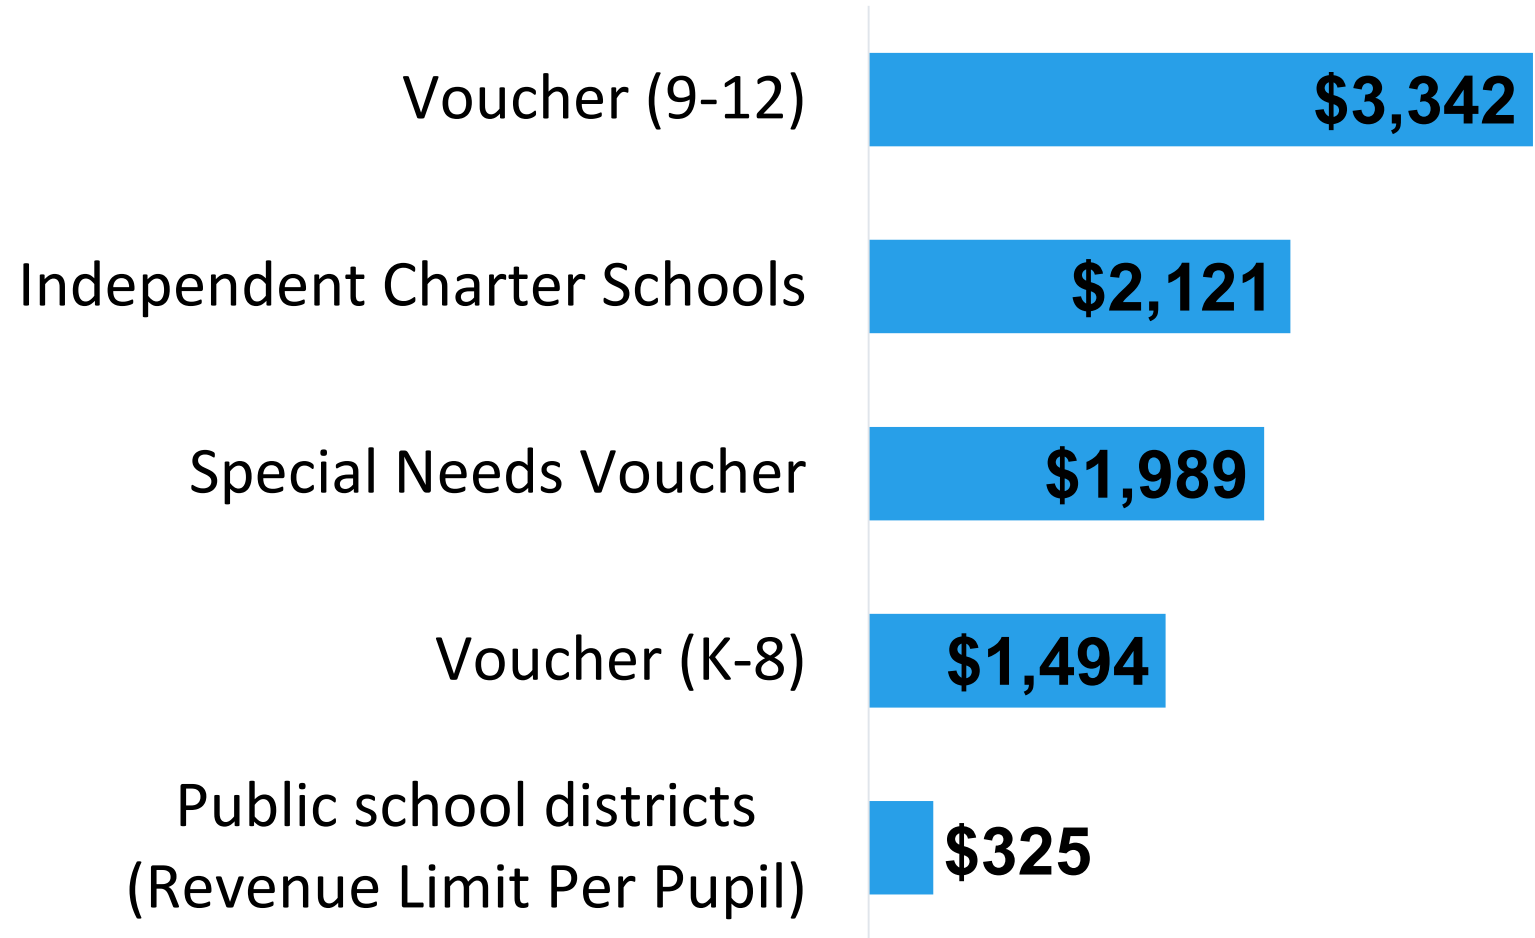 Voucher (9-12)
$3,342
Independent Charter Schools
$2,121
Special Needs Voucher
$1,989
Voucher (K-8)
$1,494
Public school districts
(Revenue Limit Per Pupil)
$325